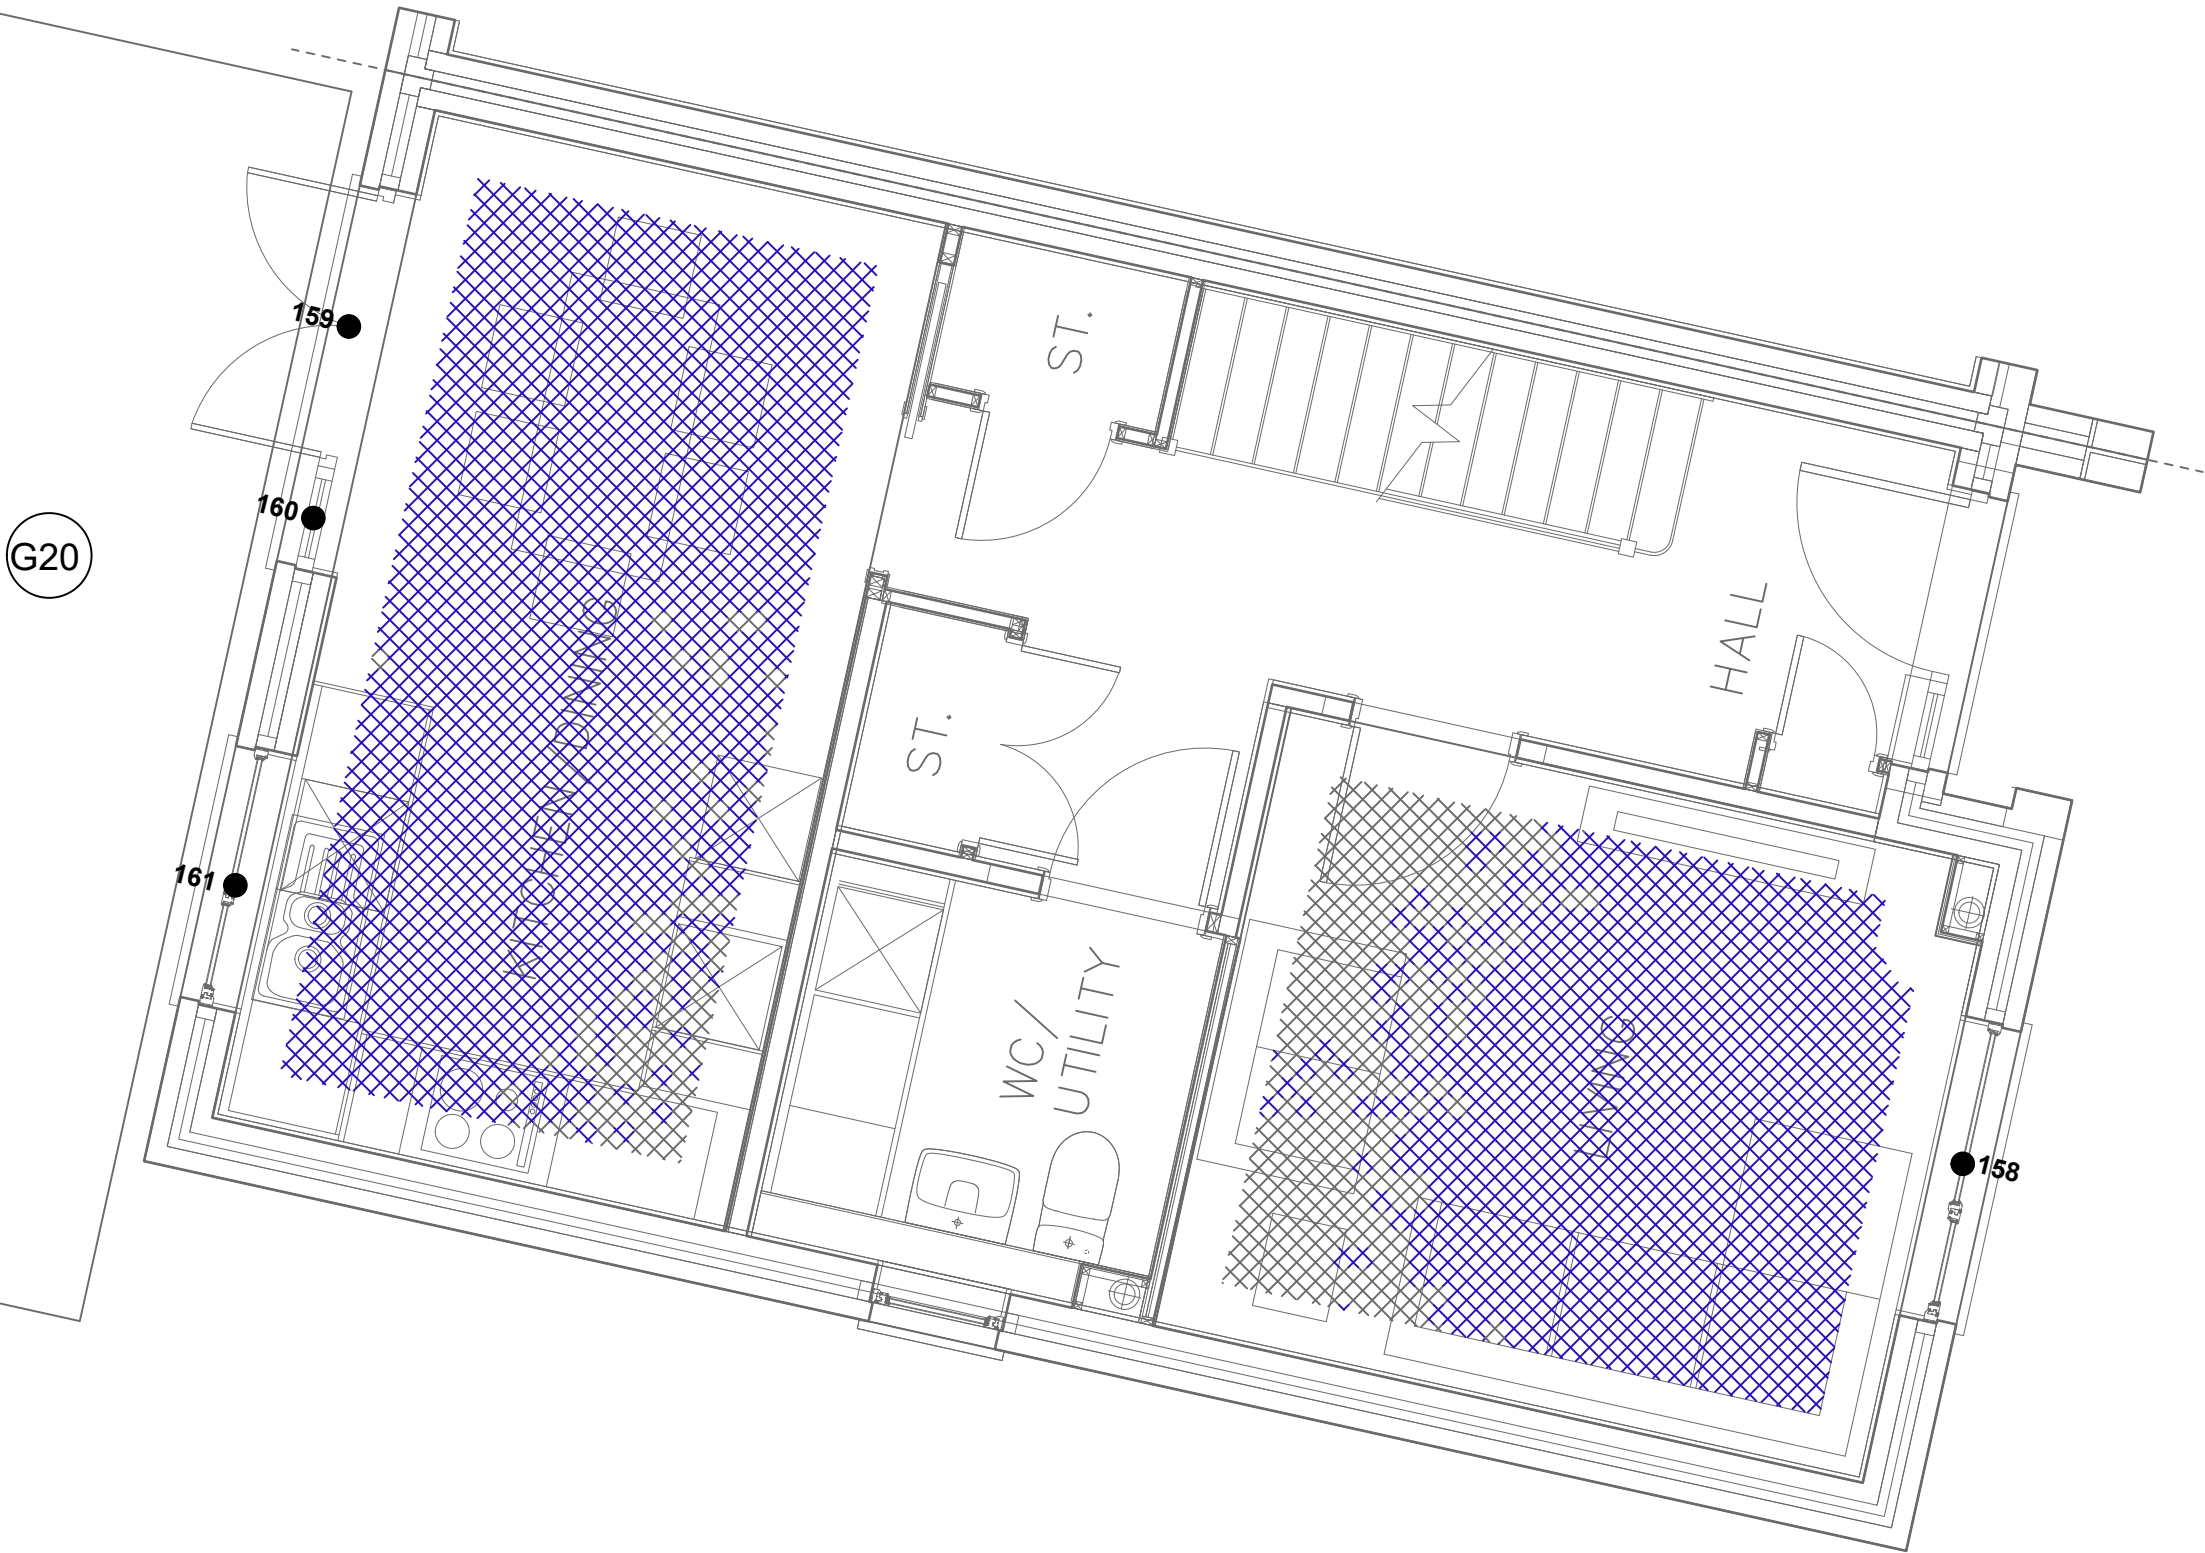 159
ST.
160
G20
HALL
KITCHEN/DINING
ST.
161
WC/
UTILITY
LIVING
158